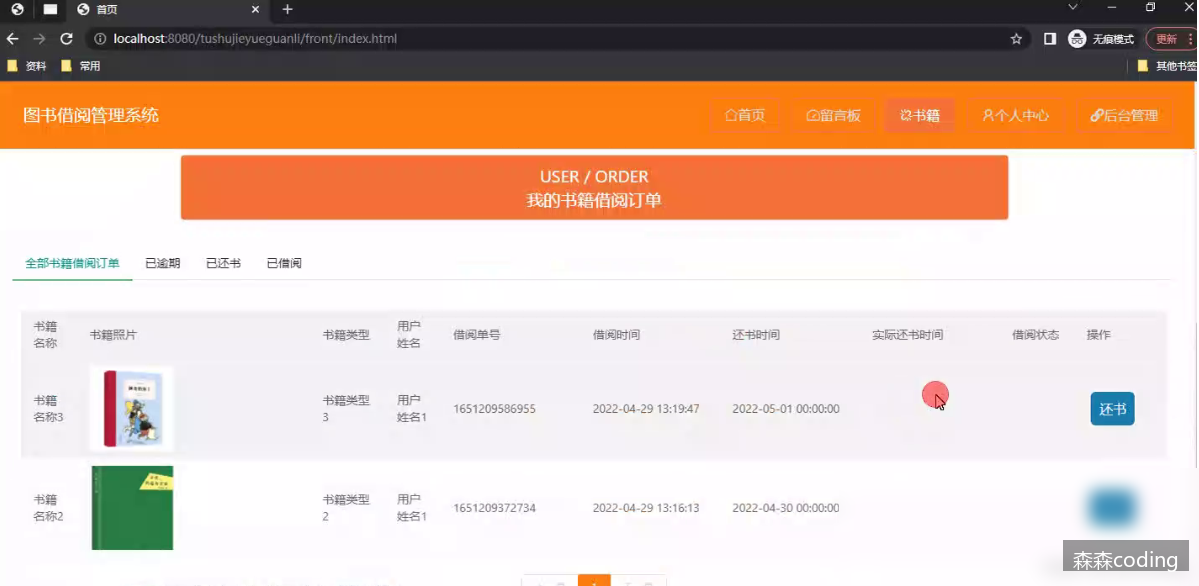 首页
localhost:8080/tushujieyueguanli/front/index.html
无痕模式
更新
资料
常用
其他书签
图书借阅管理系统
首页
留言板
书籍
个人中心
后台管理
USER / ORDER
我的书籍借阅订单
全部书籍借阅订单
已逾期
已还书
已借阅
书籍名称
书籍照片
书籍类型
用户姓名
借阅单号
借阅时间
还书时间
实际还书时间
借阅状态
操作
书籍名称3
书籍类型3
用户姓名1
1651209586955
2022-04-29 13:19:47
2022-05-01 00:00:00
还书
书籍名称2
书籍类型2
用户姓名1
1651209372734
2022-04-29 13:16:13
2022-04-30 00:00:00
森森coding